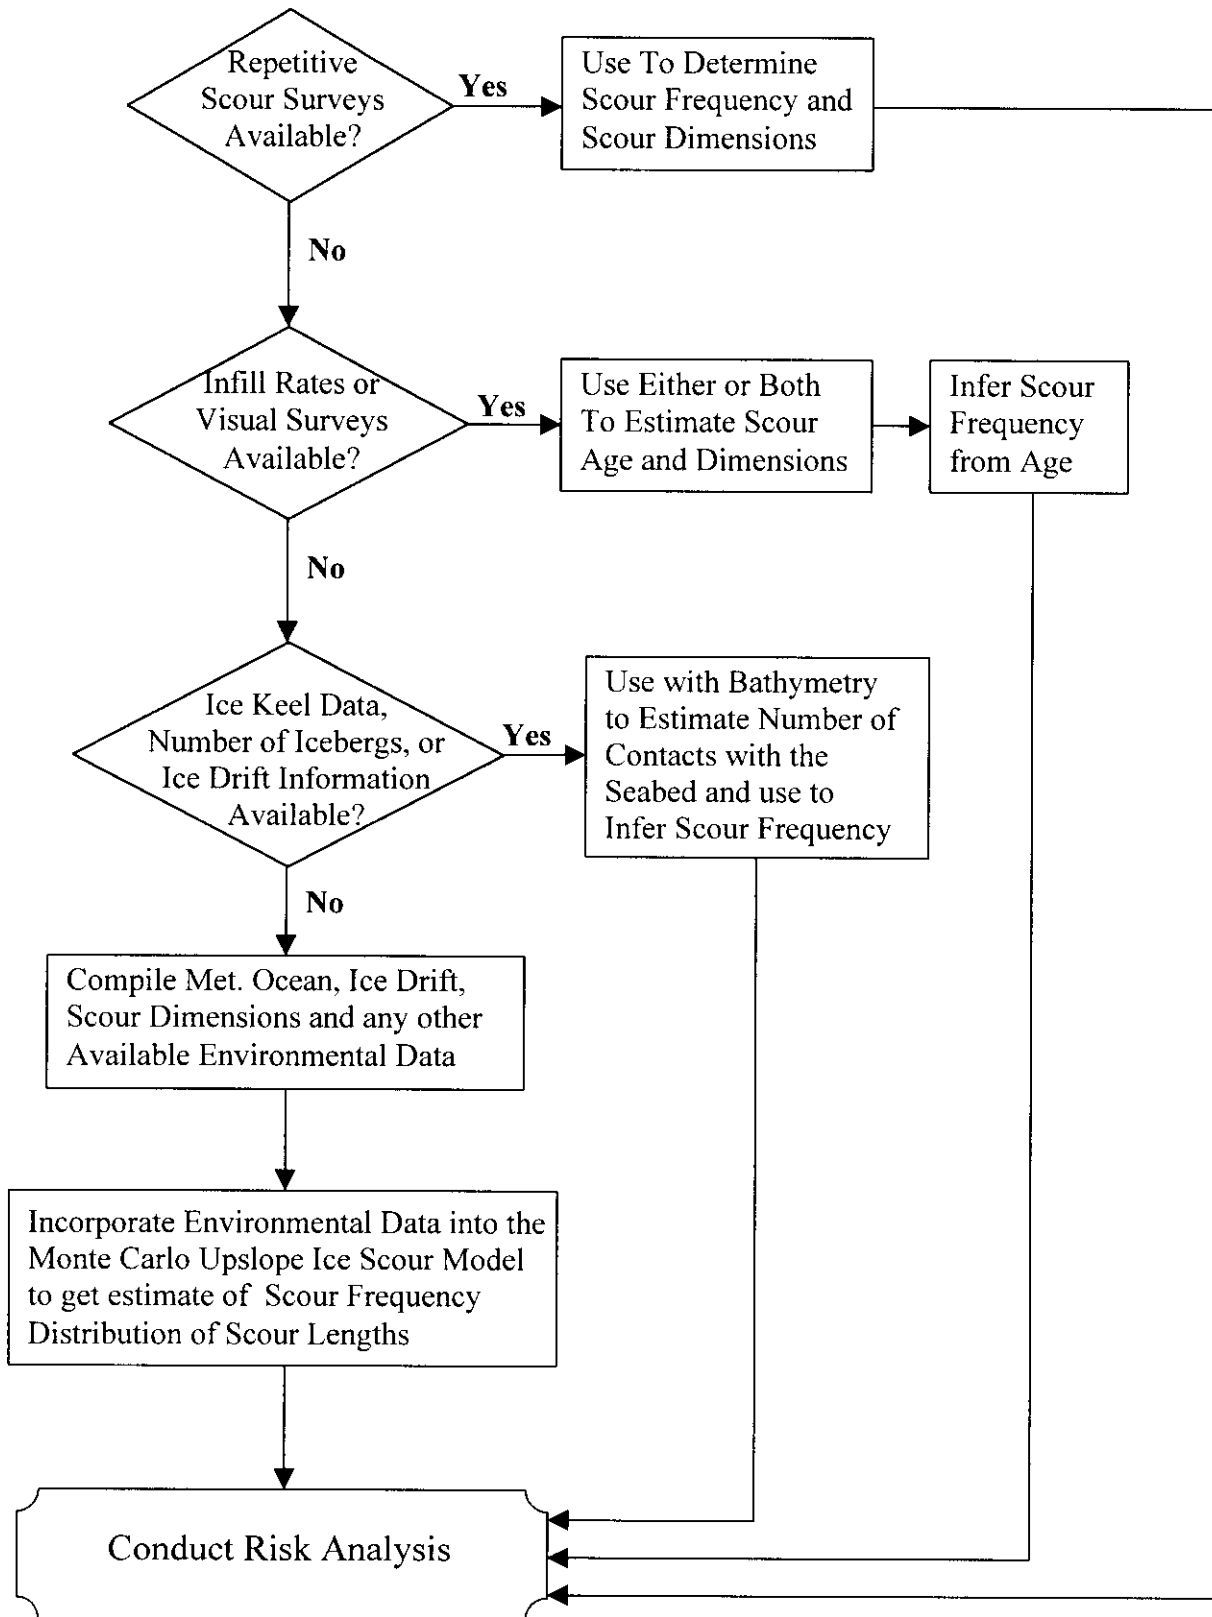 Repetitive
Scour Surveys
Available?
Yes
Use To Determine
Scour Frequency and
Scour Dimensions
No
Infill Rates or
Visual Surveys
Available?
Yes
Use Either or Both
To Estimate Scour
Age and Dimensions
Infer Scour
Frequency
from Age
No
Ice Keel Data,
Number of Icebergs, or
Ice Drift Information
Available?
Yes
Use with Bathymetry
to Estimate Number of
Contacts with the
Seabed and use to
Infer Scour Frequency
No
Compile Met. Ocean, Ice Drift,
Scour Dimensions and any other
Available Environmental Data
Incorporate Environmental Data into the
Monte Carlo Upslope Ice Scour Model
to get estimate of Scour Frequency
Distribution of Scour Lengths
Conduct Risk Analysis